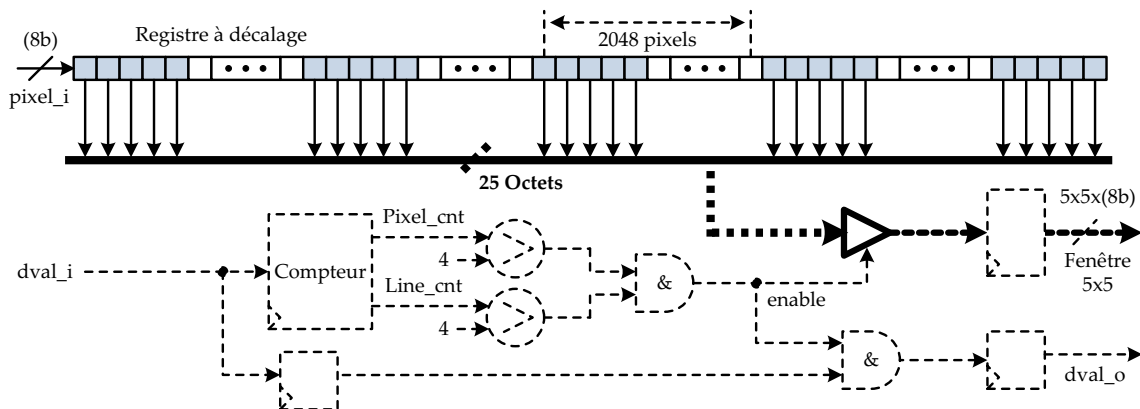 (8b)
Registre à décalage
2048 pixels
pixel_i
25 Octets
5x5x(8b)
Pixel_cnt
dval_i
Compteur
4
>
Line_cnt
4
>
&
enable
Fenêtre
5x5
&
dval_o